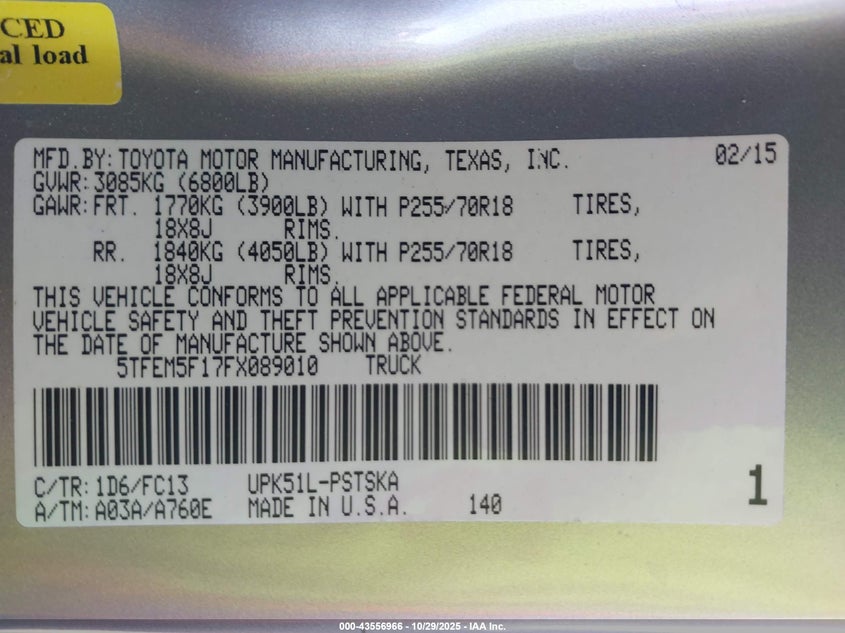 CED
al load
MFD.BY: TOYOTA MOTOR MANUFACTURING, TEXAS, INC. 02/15
GVWR: 3085KG (6800LB)
GAWR: FRT. 1770KG (3900LB) WITH P255/70R18 TIRES,
18X8J RIMS.
RR. 1840KG (4050LB) WITH P255/70R18 TIRES,
18X8J RIMS.
THIS VEHICLE CONFORMS TO ALL APPLICABLE FEDERAL MOTOR
VEHICLE SAFETY AND THEFT PREVENTION STANDARDS IN EFFECT ON
THE DATE OF MANUFACTURE SHOWN ABOVE.
5TFEM5F17FX089010 TRUCK
C/TR: 1D6/FC13 UPK51L-PSTSKA
A/TM: A03A/A760E MADE IN U.S.A. 140
1
000-43556966 - 10/29/2025 - IAA Inc.